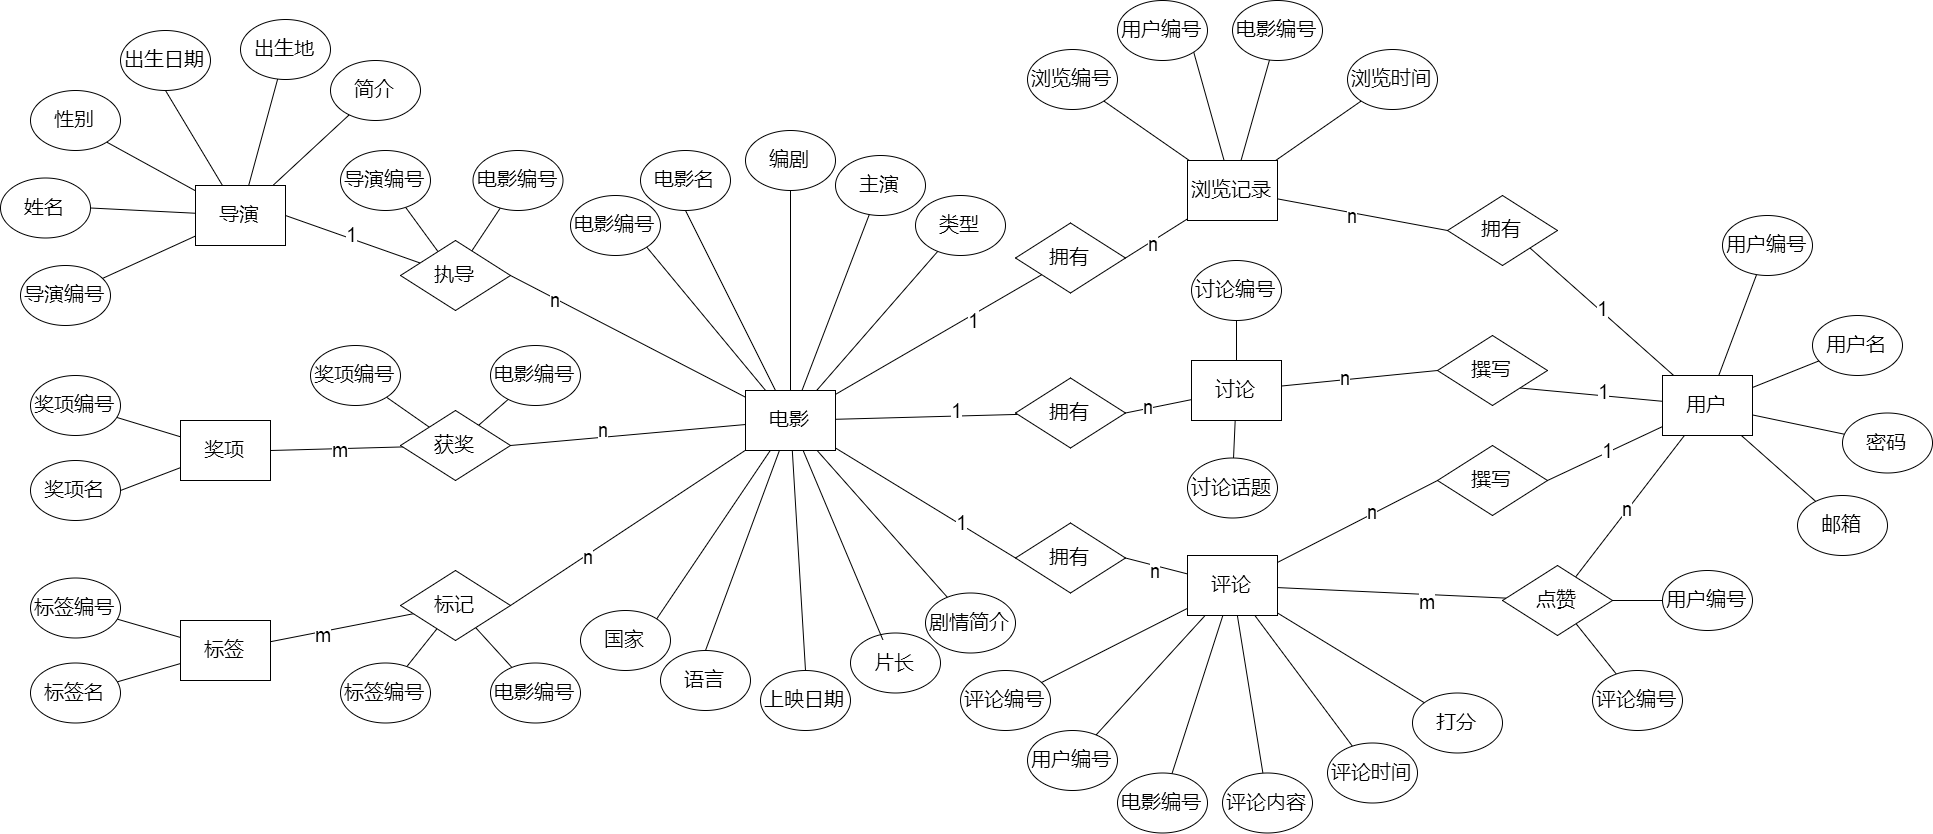 出生日期
出生地
简介
性别
姓名
导演编号
导演
1
导演编号
电影编号
执导
n
奖项编号
奖项名
奖项
m
奖项编号
电影编号
获奖
n
标签编号
标签名
标签
m
标签编号
电影编号
标记
n
电影编号
电影名
编剧
主演
类型
电影
国家
语言
上映日期
片长
剧情简介
1
拥有
n
1
拥有
n
1
拥有
n
浏览编号
用户编号
电影编号
浏览时间
浏览记录
n
拥有
1
讨论编号
讨论
讨论话题
n
撰写
1
n
撰写
1
评论
评论编号
用户编号
电影编号
评论内容
评论时间
打分
m
点赞
n
用户编号
评论编号
用户
用户编号
用户名
密码
邮箱